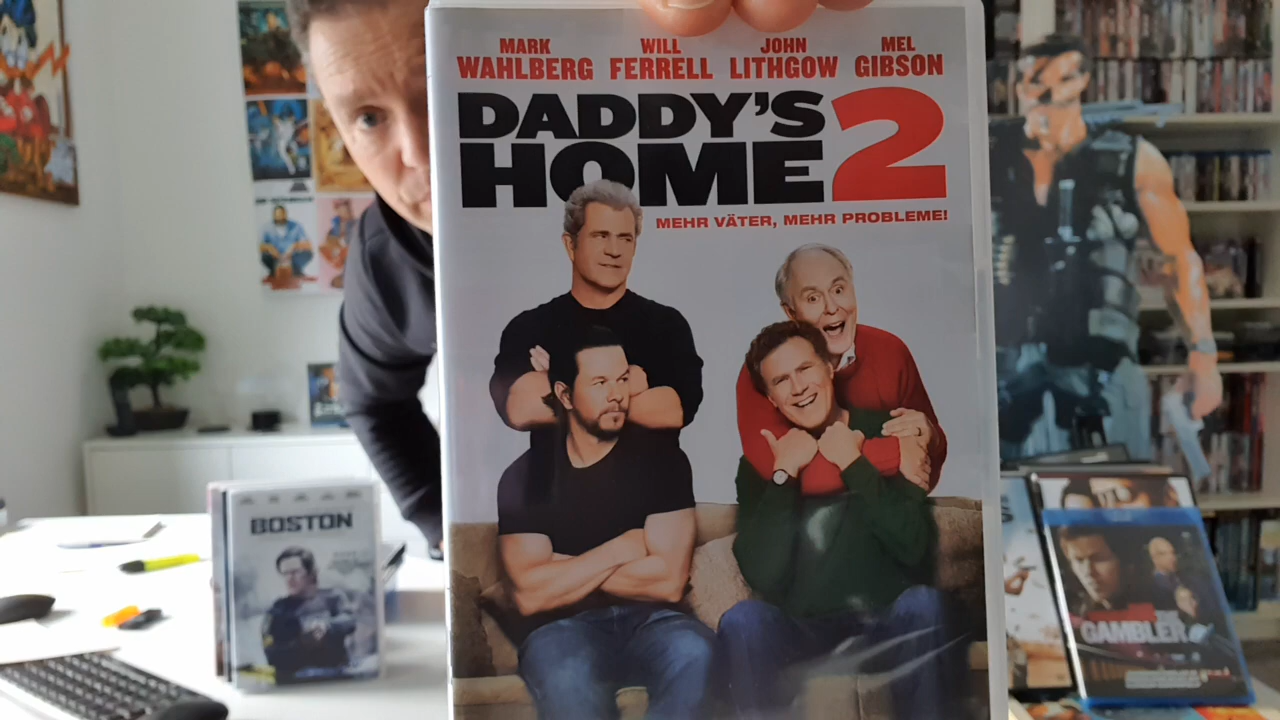 MARK WAHLBERG
WILL FERRELL
JOHN LITHGOW
MEL GIBSON
DADDY'S
HOME 2
MEHR VÄTER, MEHR PROBLEME!
BOSTON
GAMBLER